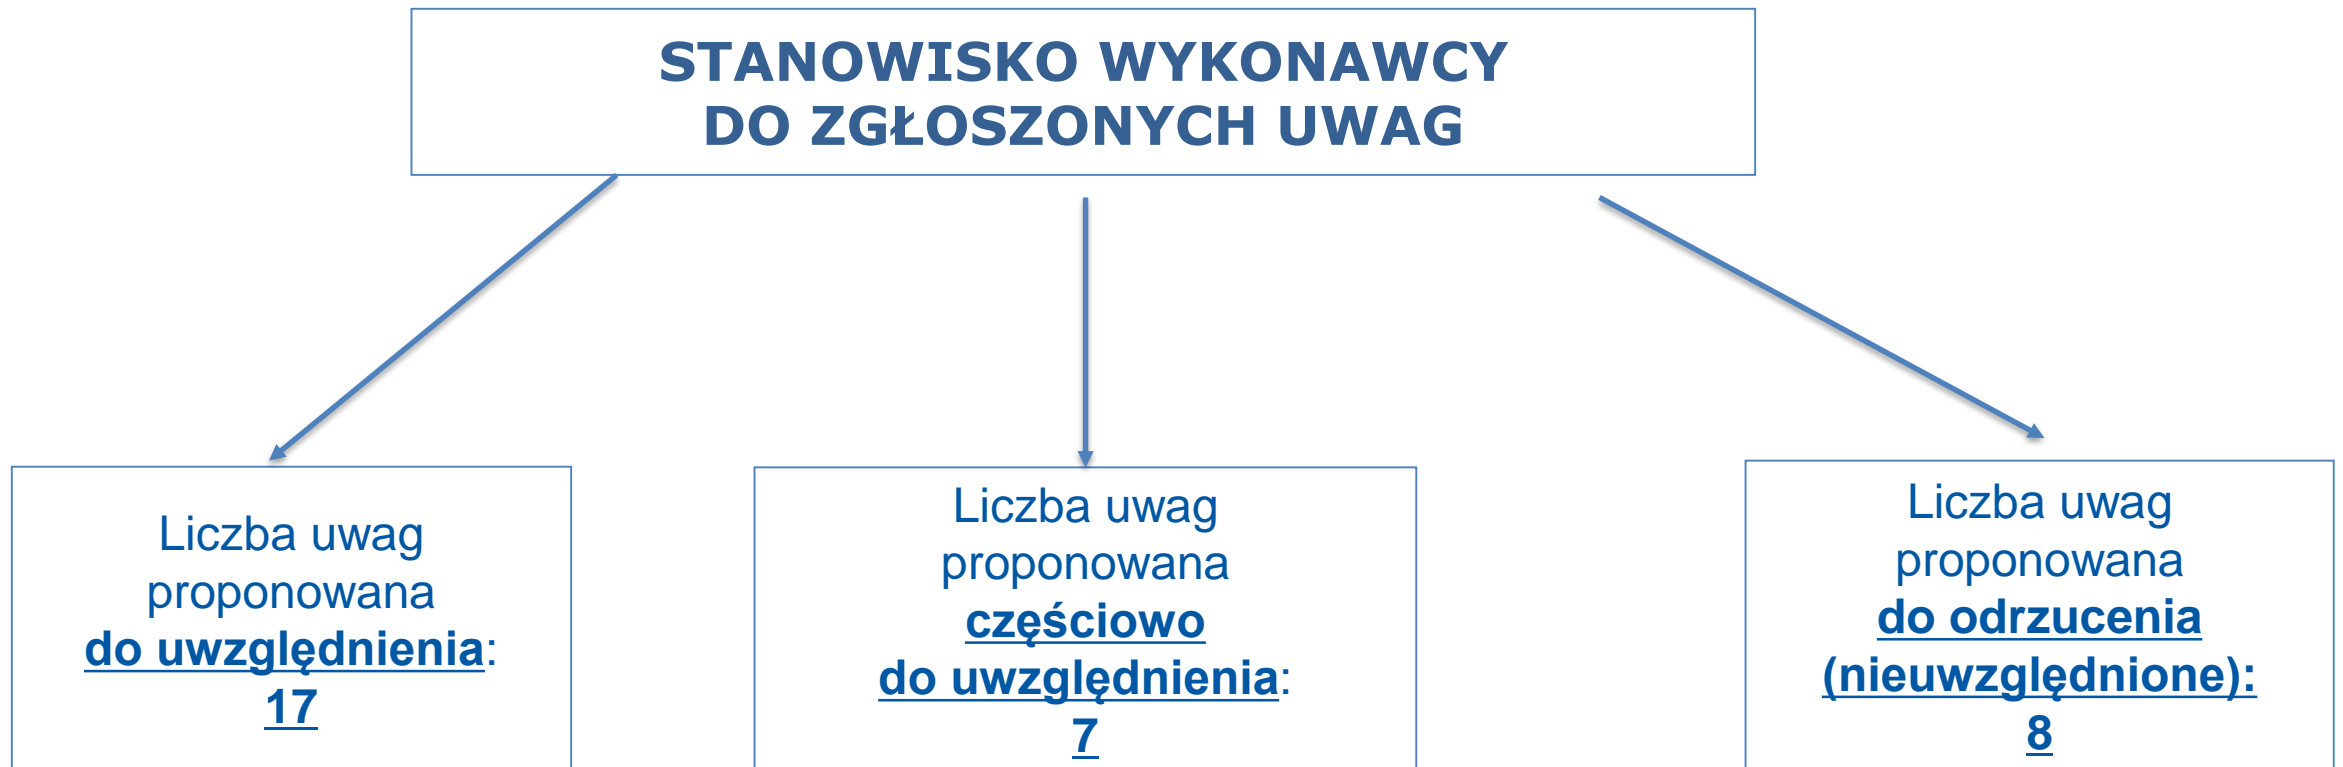 STANOWISKO WYKONAWCY
DO ZGŁOSZONYCH UWAG
Liczba uwag
proponowana
do uwzględnienia:
17
Liczba uwag
proponowana
częściowo
do uwzględnienia:
7
Liczba uwag
proponowana
do odrzucenia
(nieuwzględnione):
8